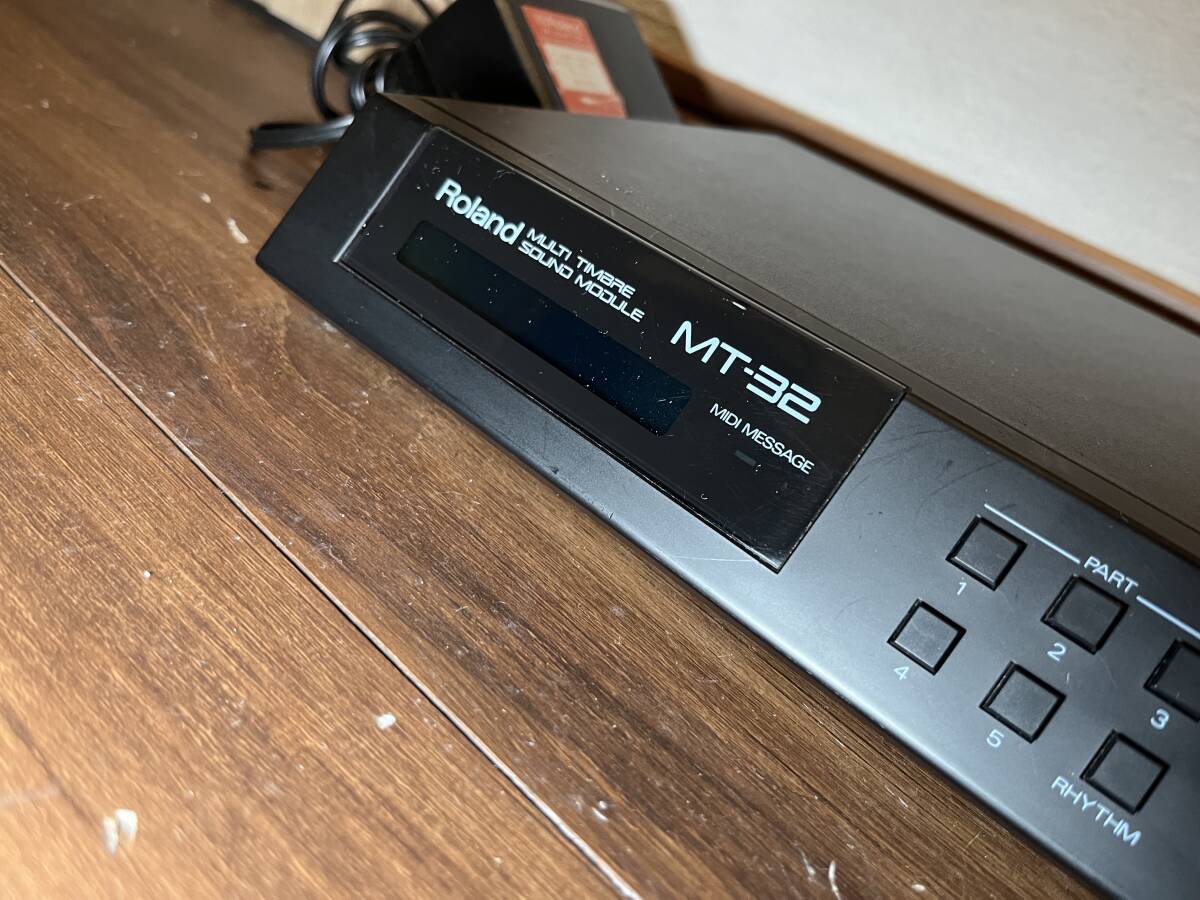 Roland
MULTI TIMBRE
SOUND MODULE
MT-32
MIDI MESSAGE
PART
1
2
3
4
5
RHYTHM